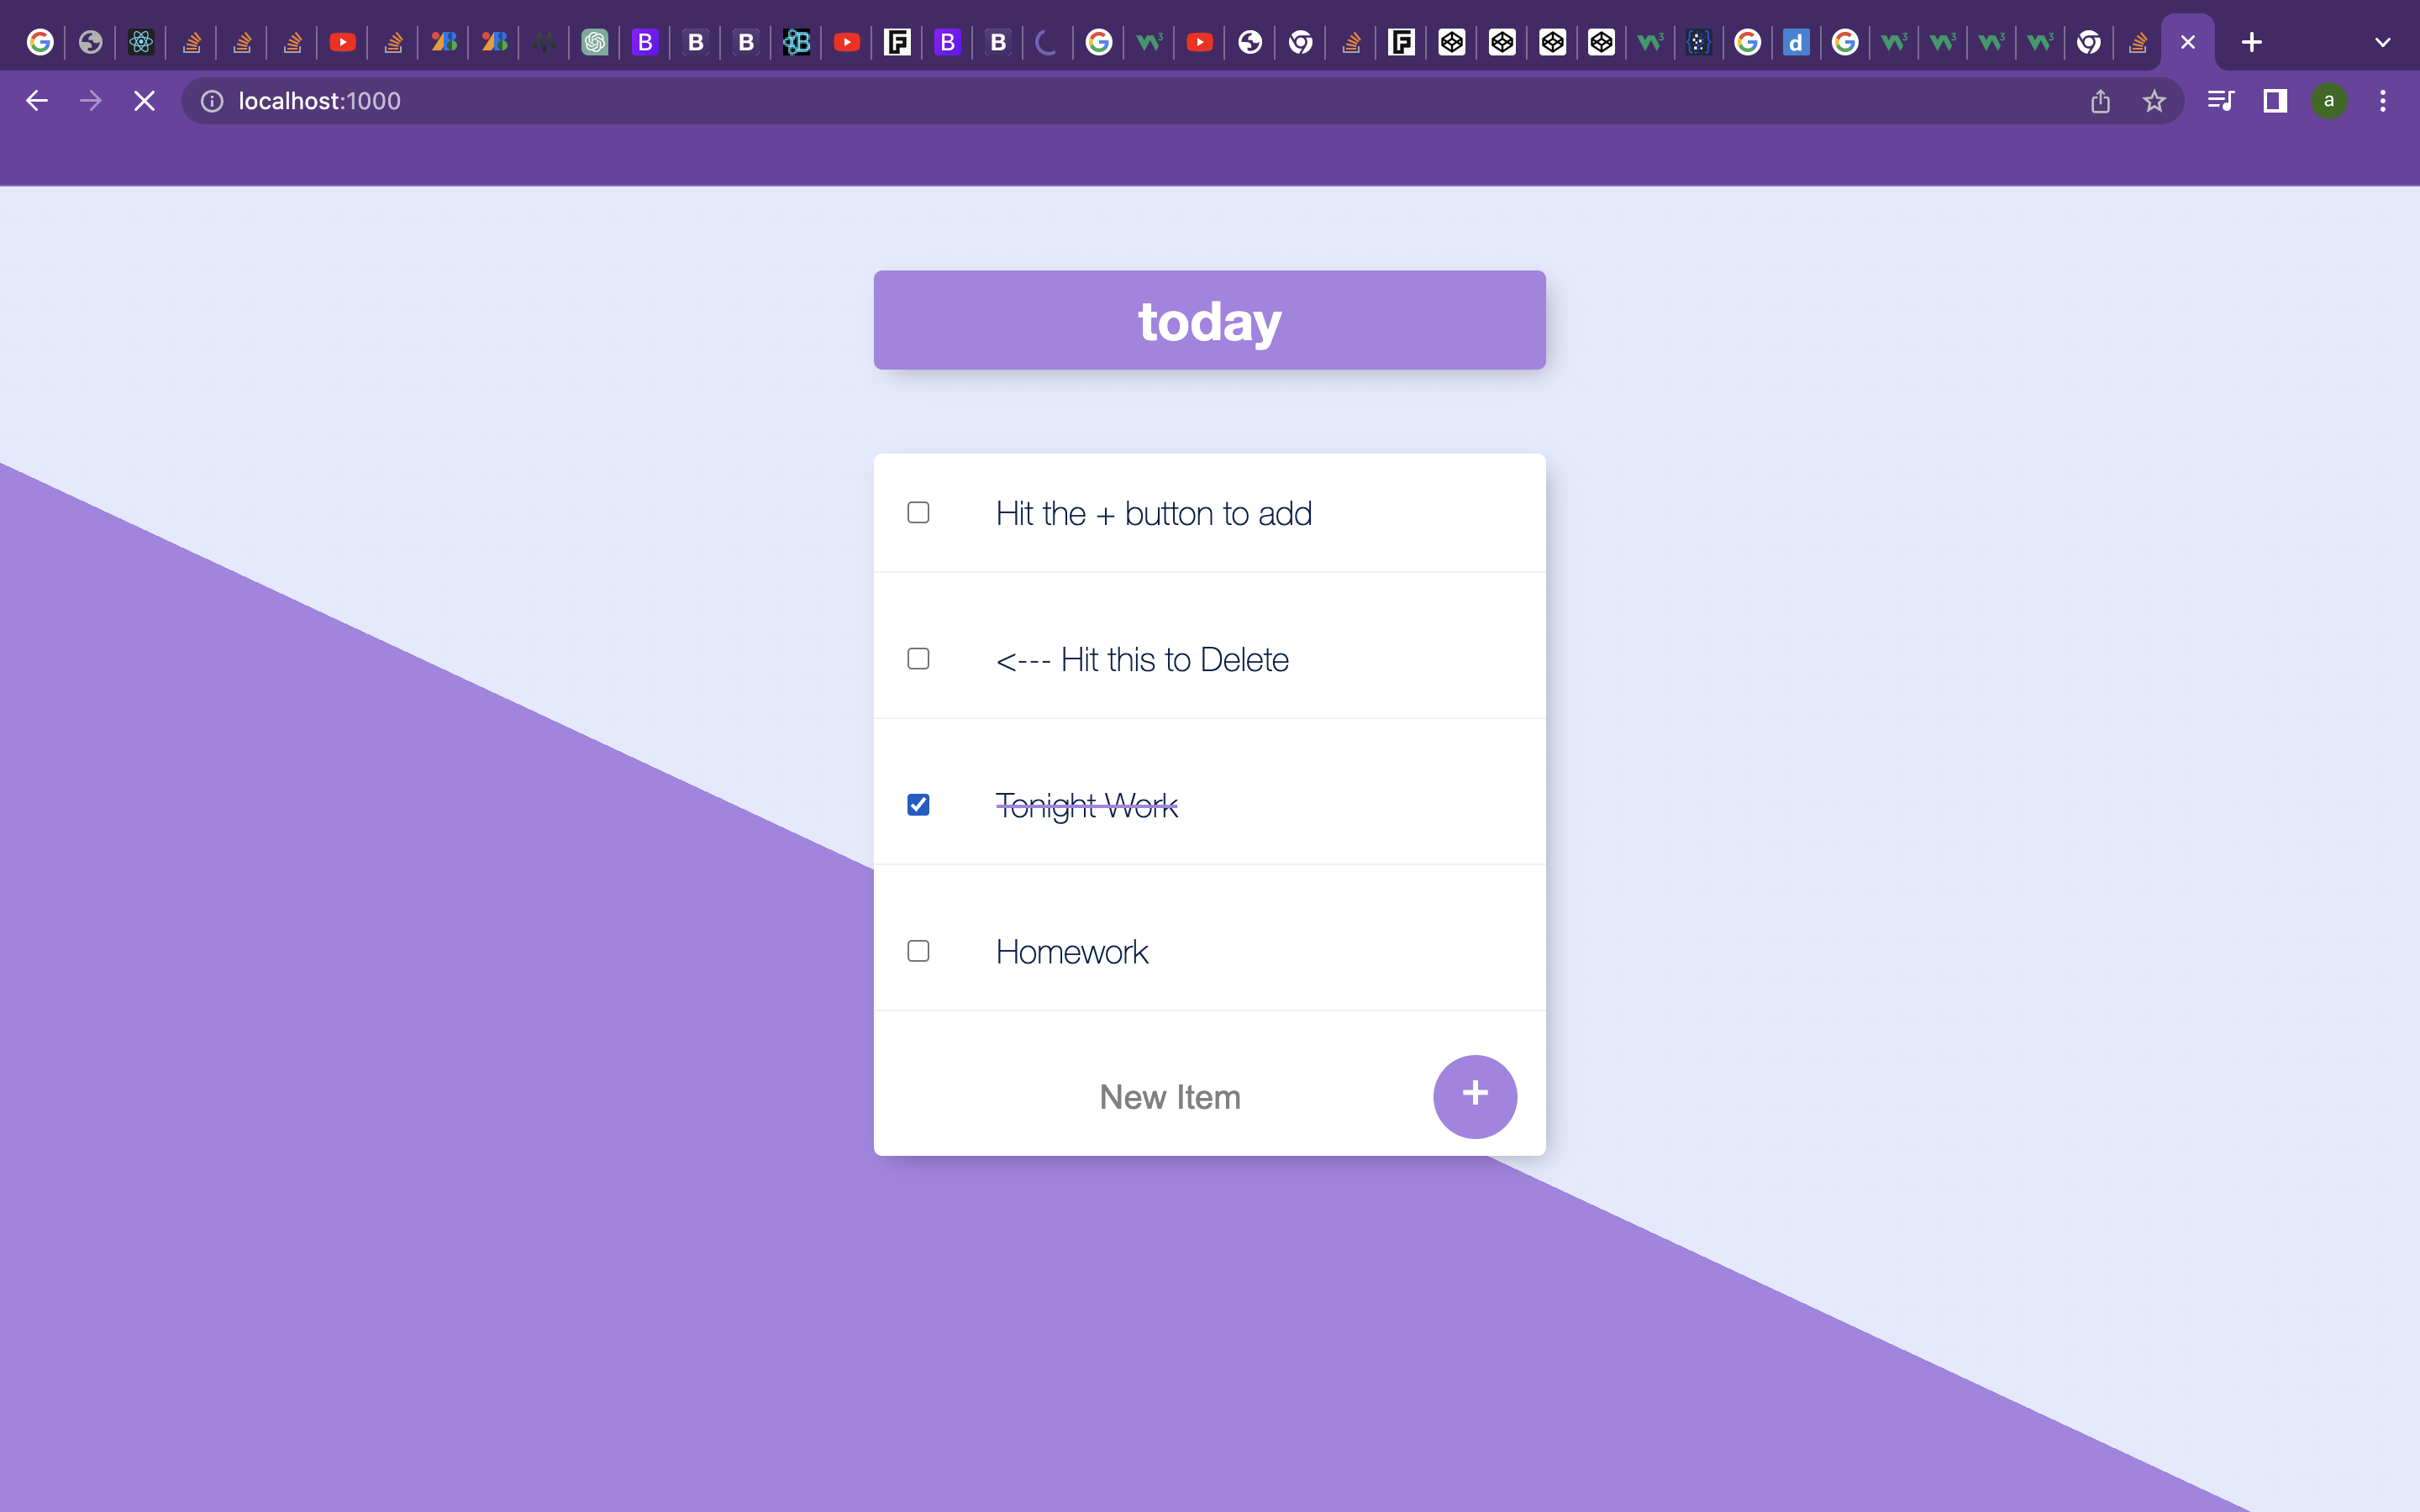 localhost:1000
a
today
Hit the + button to add
<--- Hit this to Delete
Tonight Work
Homework
New Item
+